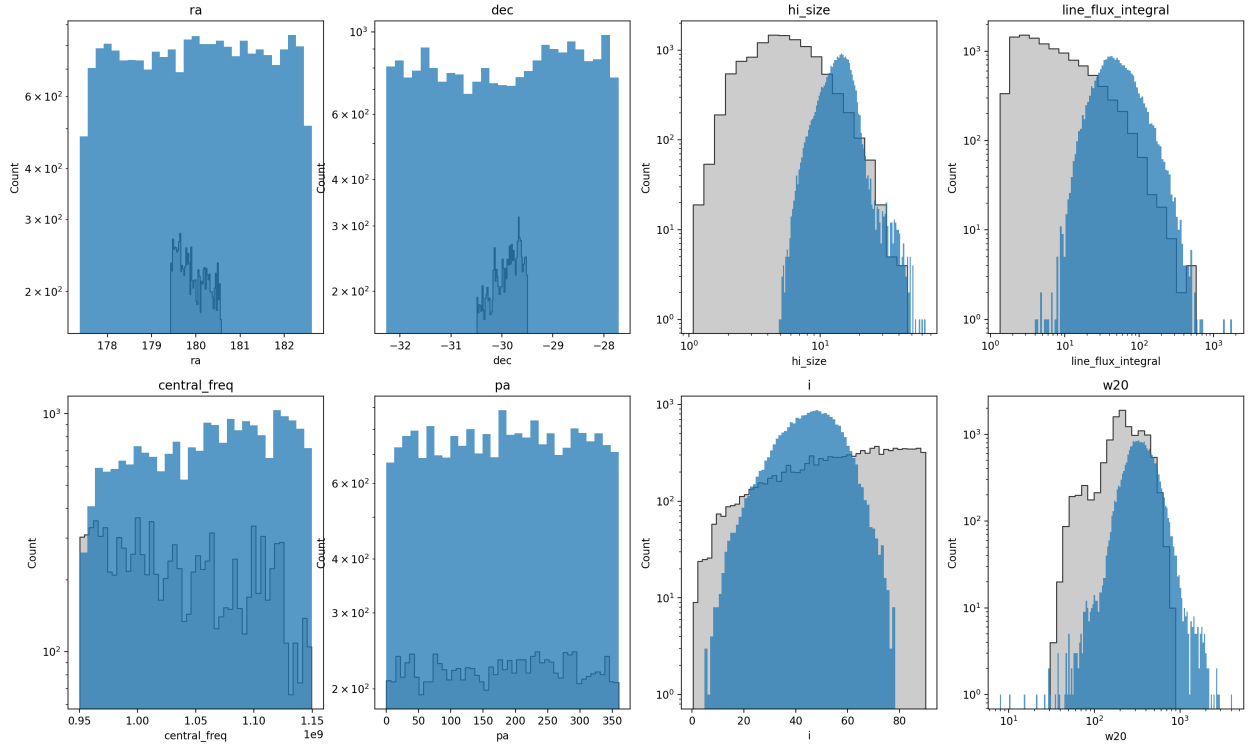 ra
dec
hi_size
line_flux_integral
Count
6 × 10²
4 × 10²
3 × 10²
2 × 10²
178 179 180 181 182
ra
Count
10³
8 × 10²
6 × 10²
4 × 10²
3 × 10²
2 × 10²
−32 −31 −30 −29 −28
dec
Count
10³
10²
10¹
10⁰
10⁰ 10¹
hi_size
Count
10³
10²
10¹
10⁰
10⁰ 10¹ 10² 10³
line_flux_integral
central_freq
pa
i
w20
Count
10³
10²
0.95 1.00 1.05 1.10 1.15
1e9
central_freq
Count
6 × 10²
4 × 10²
3 × 10²
2 × 10²
0 50 100 150 200 250 300 350
pa
Count
10³
10²
10¹
10⁰
0 20 40 60 80
i
Count
10³
10²
10¹
10⁰
10¹ 10² 10³
w20